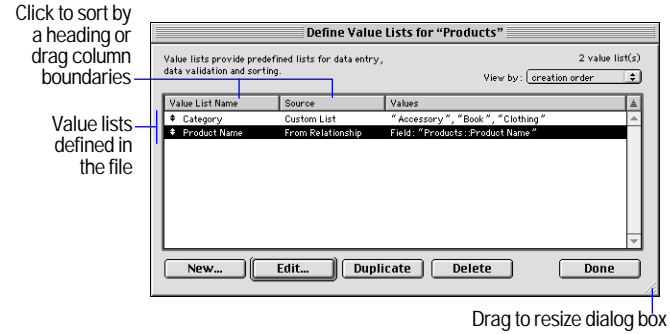 Click to sort by
a heading or
drag column
boundaries
Value lists
defined in
the file
Define Value Lists for “Products”
Value lists provide predefined lists for data entry,
data validation and sorting.
2 value list(s)
View by: creation order
Value List Name Source Values
Category Custom List “Accessory”, “Book”, “Clothing”
Product Name From Relationship Field: “Products::Product Name”
New... Edit... Duplicate Delete Done
Drag to resize dialog box